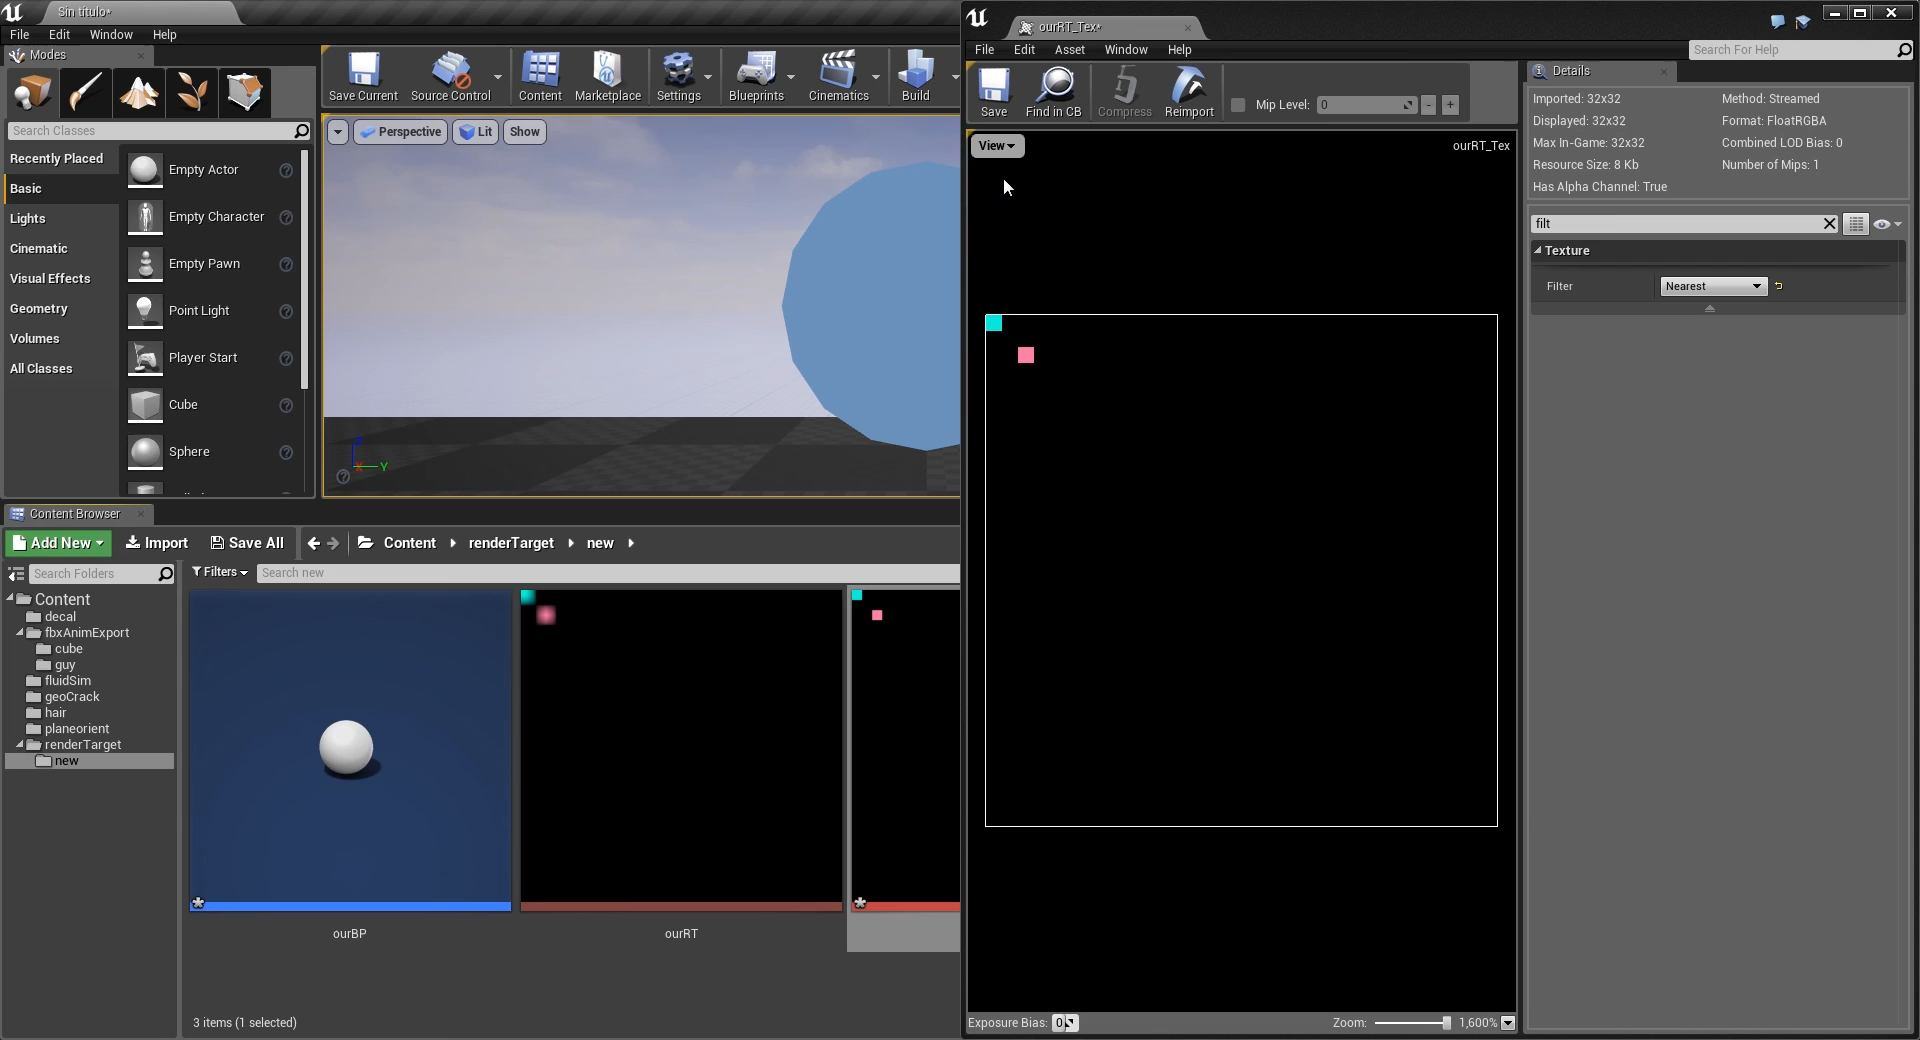 Sin título*
File Edit Window Help
Modes
Search Classes
Recently Placed
Basic
Lights
Cinematic
Visual Effects
Geometry
Volumes
All Classes
Empty Actor
Empty Character
Empty Pawn
Point Light
Player Start
Cube
Sphere
Save Current
Source Control
Content
Marketplace
Settings
Blueprints
Cinematics
Build
Perspective
Lit
Show
X
Y
Content Browser
Add New
Import
Save All
Content
renderTarget
new
Search Folders
Filters
Search new
Content
decal
fbxAnimExport
cube
guy
fluidSim
geoCrack
hair
planeorient
renderTarget
new
ourBP
ourRT
3 items (1 selected)
ourRT_Tex*
File Edit Asset Window Help
Search For Help
Save
Find in CB
Compress
Reimport
Mip Level: 0
- +
View
ourRT_Tex
Exposure Bias: 0
Zoom: 1,600%
Details
Imported: 32x32
Method: Streamed
Displayed: 32x32
Format: FloatRGBA
Max In-Game: 32x32
Combined LOD Bias: 0
Resource Size: 8 Kb
Number of Mips: 1
Has Alpha Channel: True
filt
Texture
Filter
Nearest